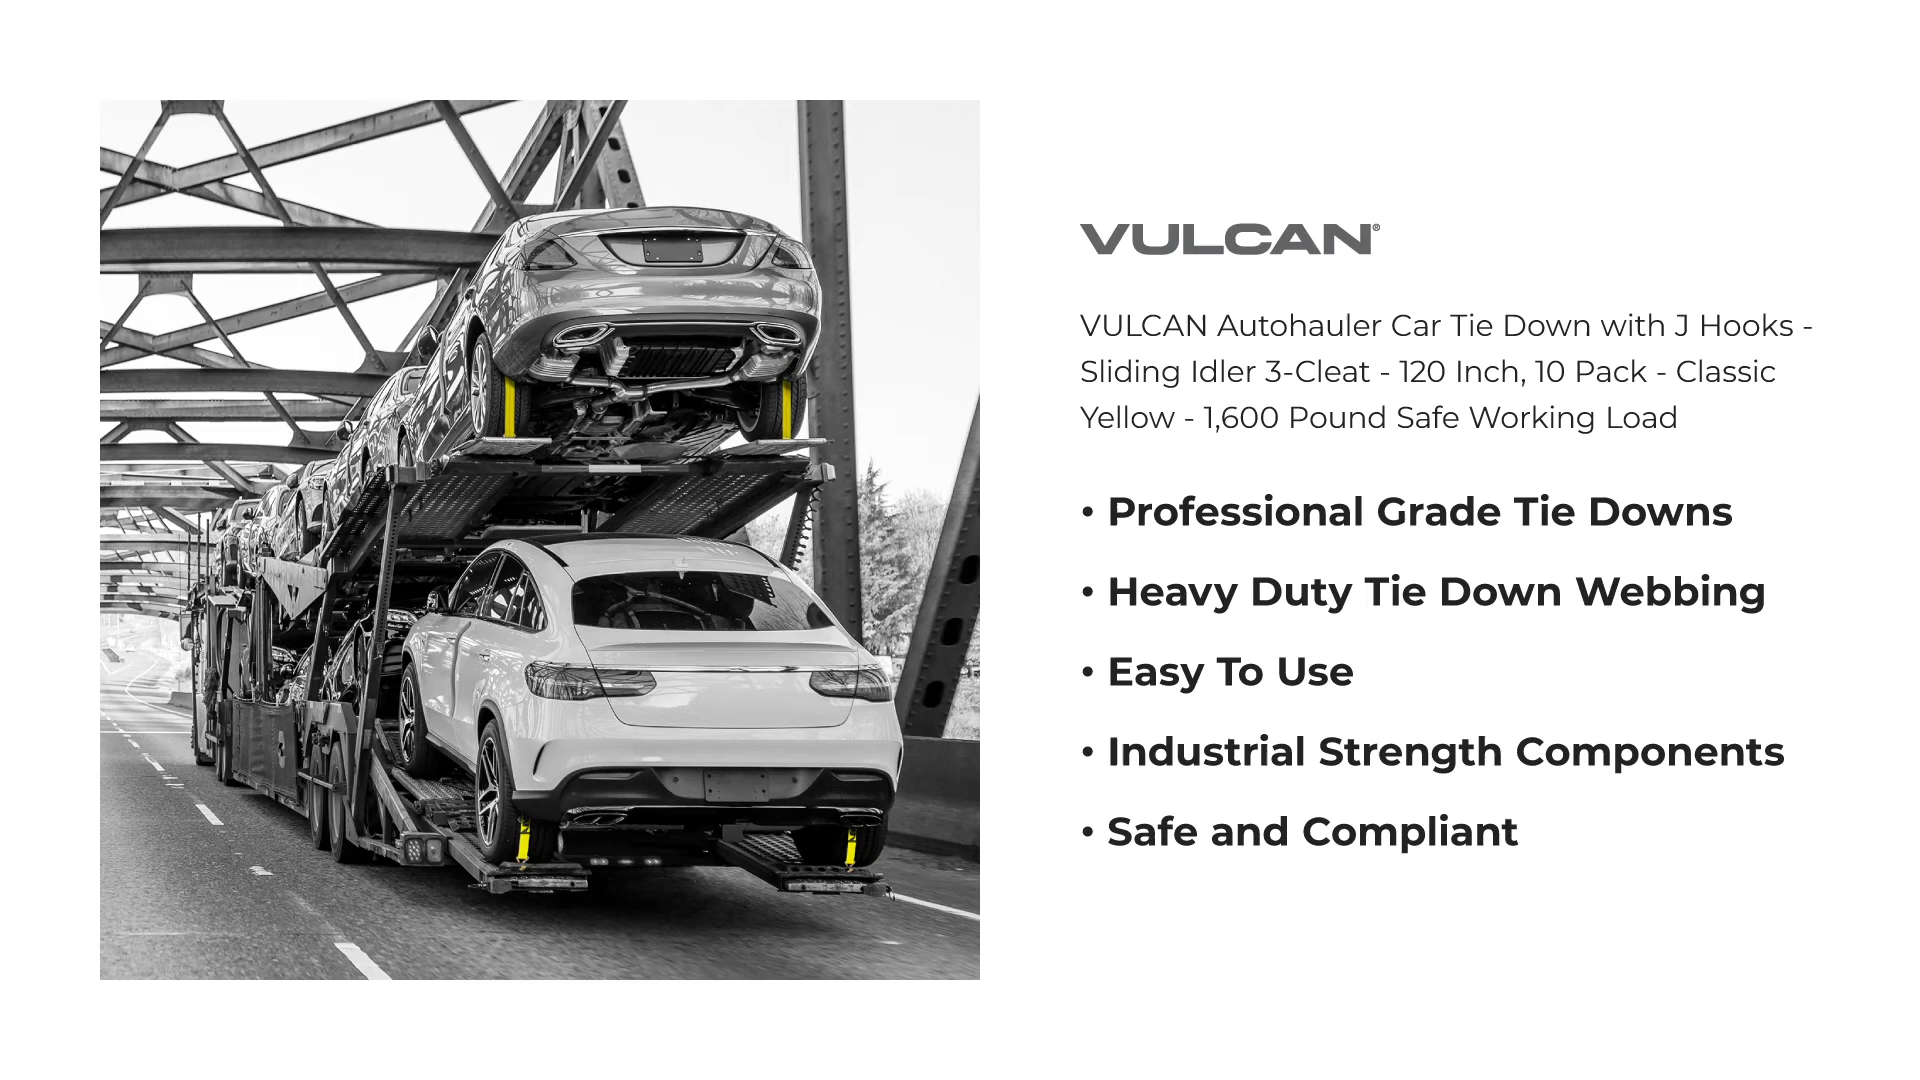 VULCAN®
VULCAN Autohauler Car Tie Down with J Hooks -
Sliding Idler 3-Cleat - 120 Inch, 10 Pack - Classic
Yellow - 1,600 Pound Safe Working Load
• Professional Grade Tie Downs
• Heavy Duty Tie Down Webbing
• Easy To Use
• Industrial Strength Components
• Safe and Compliant